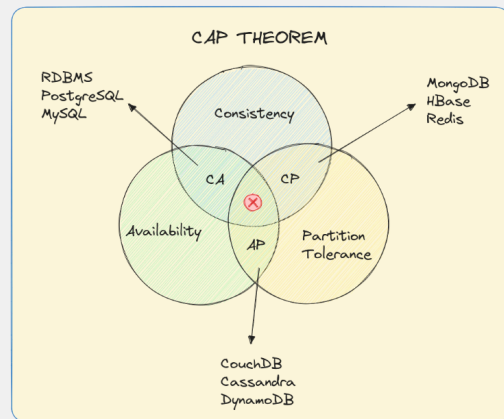 CAP THEOREM
RDBMS
PostgreSQL
MySQL
MongoDB
HBase
Redis
Consistency
CA
CP
Availability
AP
Partition
Tolerance
CouchDB
Cassandra
DynamoDB